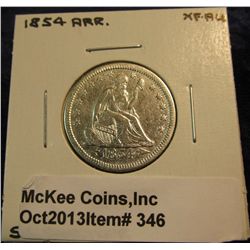 1854 ARR.
XF-AU
1854
McKee Coins,Inc
Oct2013Item# 346
S